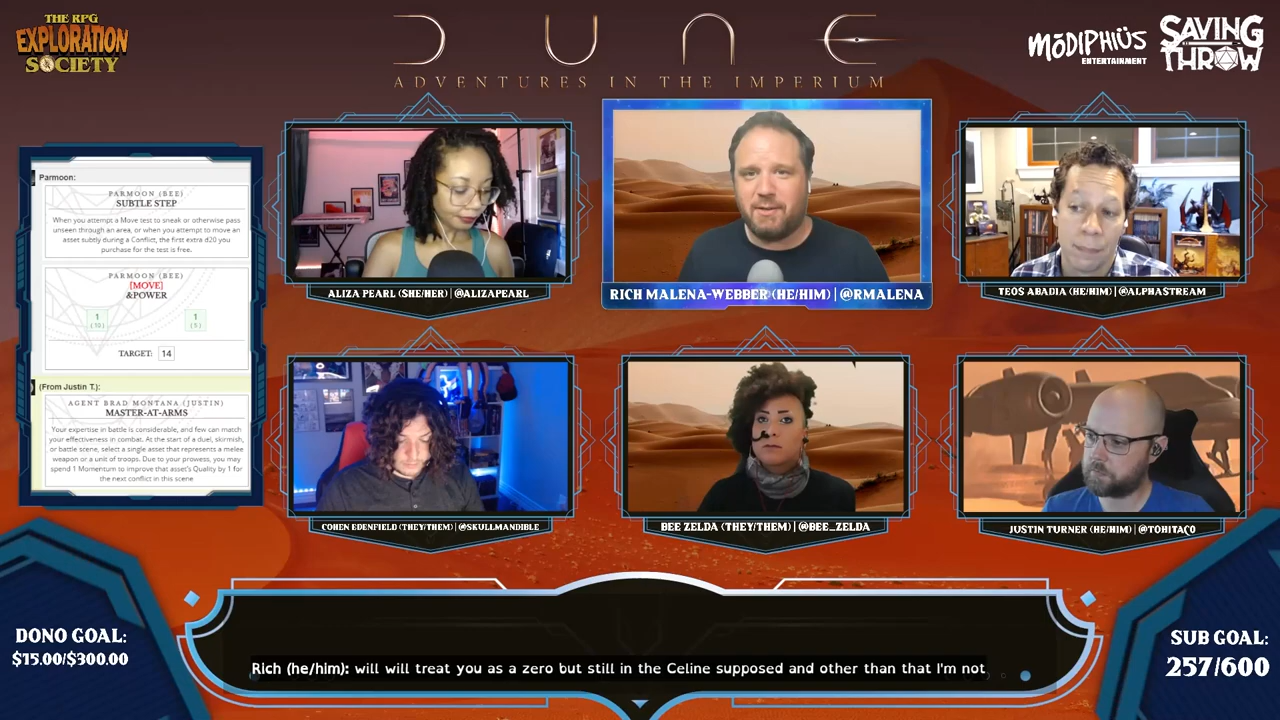 THE RPG
EXPLORATION
SOCIETY
DUNE
ADVENTURES IN THE IMPERIUM
MōDIPHIÜS
ENTERTAINMENT
SAVING
THROW
Parmoon:
PARMOON (BEE)
SUBTLE STEP
When you attempt a Move test to sneak or otherwise pass
unseen through an area, or when you attempt to move an
asset subtly during a Conflict, the first extra d20 you
purchase for the test is free.
PARMOON (BEE)
[MOVE]
&POWER
1 1
(10) (5)
TARGET: 14
(From Justin T.):
AGENT BRAD MONTANA (JUSTIN)
MASTER-AT-ARMS
Your expertise in battle is considerable, and few can match
your effectiveness in combat. At the start of a duel, skirmish,
or battle scene, select a single asset that represents a melee
weapon or a unit of troops. Due to your prowess, you may
spend 1 Momentum to improve that asset's Quality by 1 for
the next conflict in this scene
ALIZA PEARL (SHE/HER) | @ALIZAPEARL
RICH MALENA-WEBBER (HE/HIM) | @RMALENA
TEOS ABADIA (HE/HIM) | @ALPHASTREAM
COHEN EDENFIELD (THEY/THEM) | @SKULLMANDIBLE
BEE ZELDA (THEY/THEM) | @BEE_ZELDA
JUSTIN TURNER (HE/HIM) | @TOHITACO
DONO GOAL:
$15.00/$300.00
Rich (he/him): will will treat you as a zero but still in the Celine supposed and other than that I'm not
SUB GOAL:
257/600